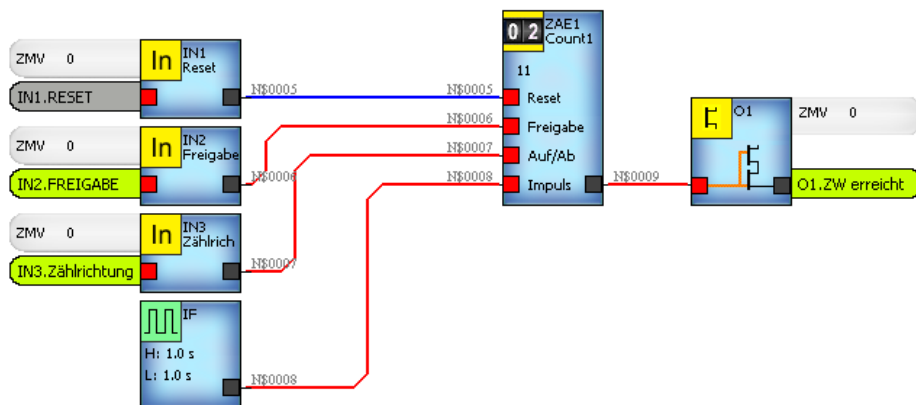 ZMV 0
IN1.RESET
In
IN1
Reset
N$0005
ZMV 0
IN2.FREIGABE
In
IN2
Freigabe
N$0006
ZMV 0
IN3.Zählrichtung
In
IN3
Zählrich
N$0007
IF
H: 1.0 s
L: 1.0 s
N$0008
0 2
ZAE1
Count1
11
N$0005
Reset
N$0006
Freigabe
N$0007
Auf/Ab
N$0008
Impuls
N$0009
O1
ZMV 0
O1.ZW erreicht